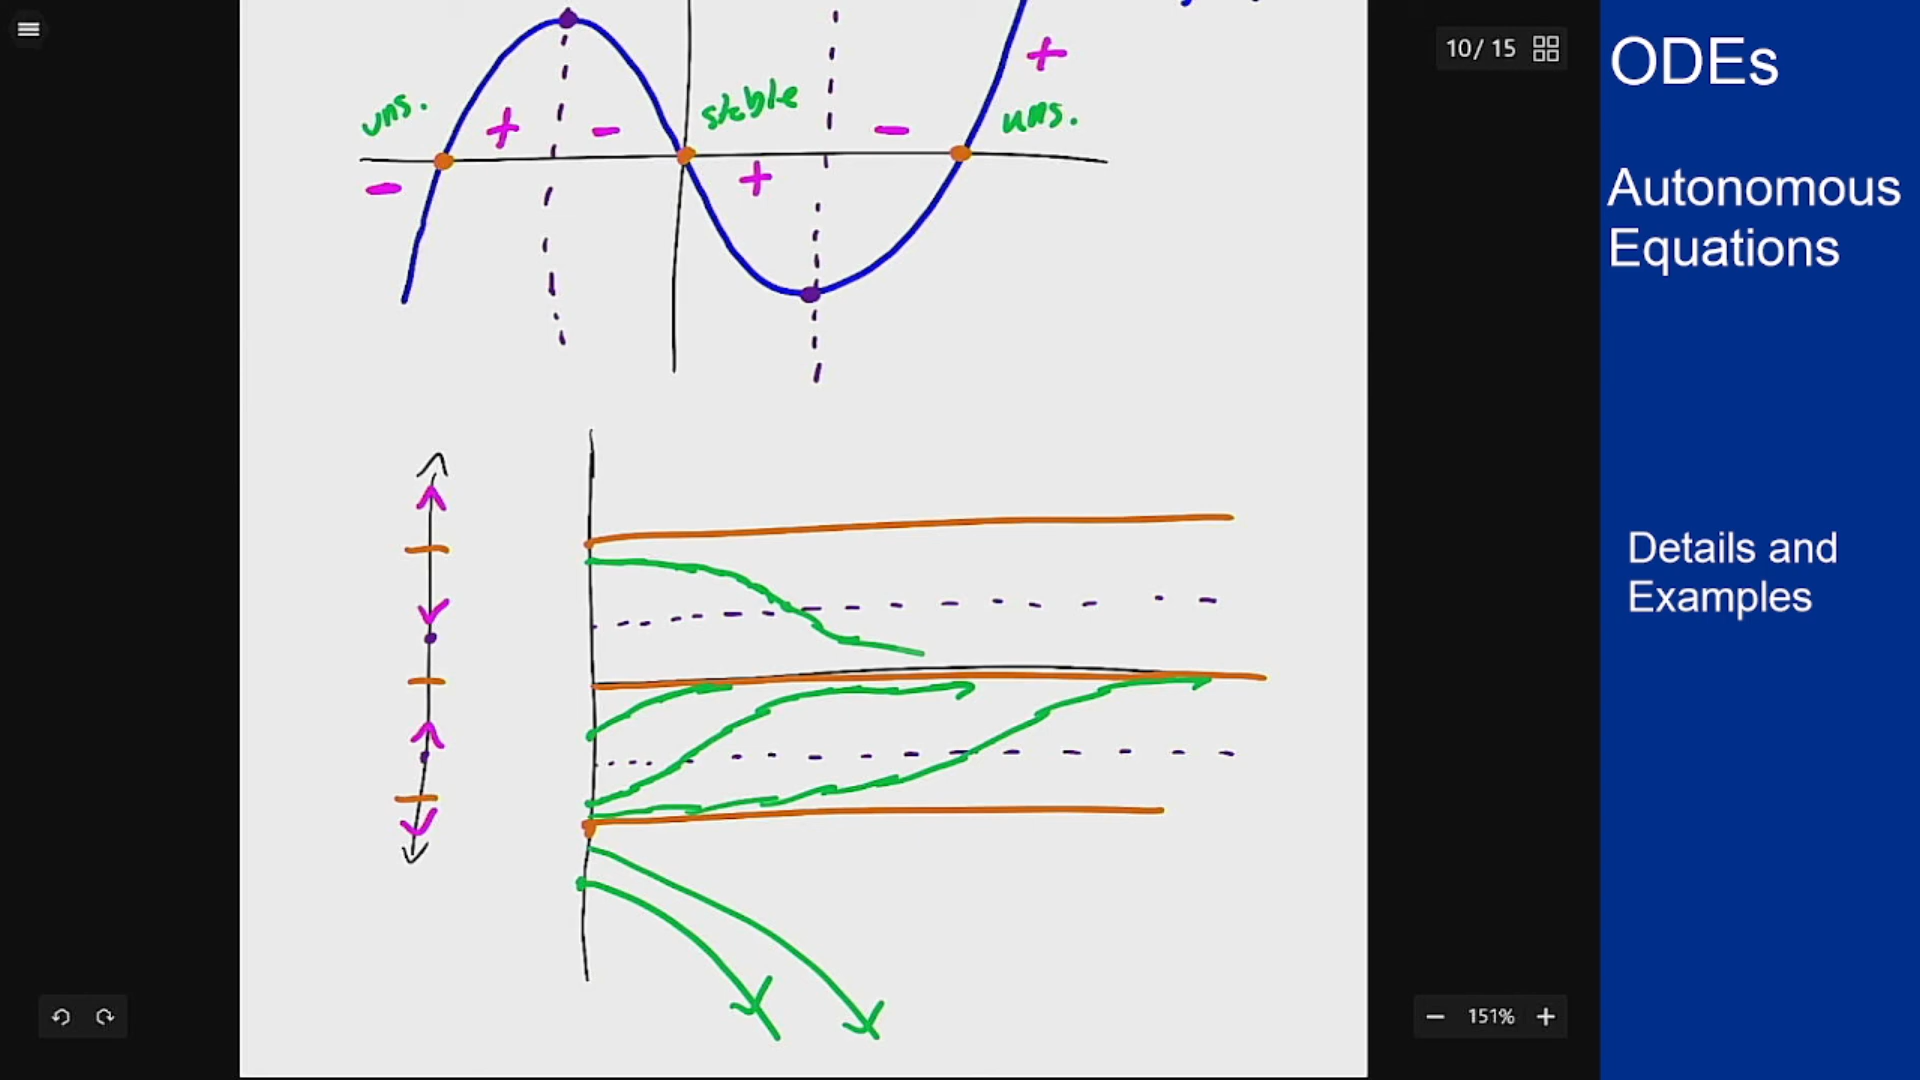 10/ 15
ODEs
Autonomous
Equations
Details and
Examples
uns.
stable
uns.
+
+
-
-
-
+
151%